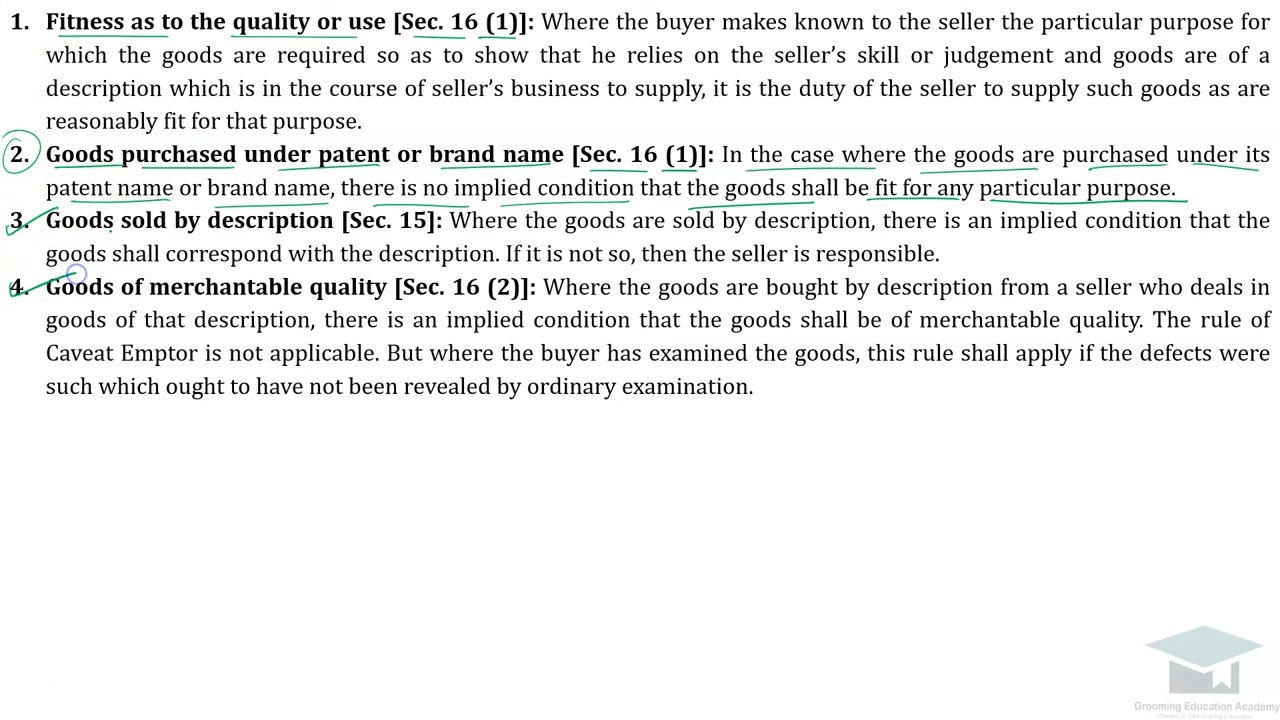 1. Fitness as to the quality or use [Sec. 16 (1)]: Where the buyer makes known to the seller the particular purpose for
which the goods are required so as to show that he relies on the seller’s skill or judgement and goods are of a
description which is in the course of seller’s business to supply, it is the duty of the seller to supply such goods as are
reasonably fit for that purpose.
2. Goods purchased under patent or brand name [Sec. 16 (1)]: In the case where the goods are purchased under its
patent name or brand name, there is no implied condition that the goods shall be fit for any particular purpose.
3. Goods sold by description [Sec. 15]: Where the goods are sold by description, there is an implied condition that the
goods shall correspond with the description. If it is not so, then the seller is responsible.
4. Goods of merchantable quality [Sec. 16 (2)]: Where the goods are bought by description from a seller who deals in
goods of that description, there is an implied condition that the goods shall be of merchantable quality. The rule of
Caveat Emptor is not applicable. But where the buyer has examined the goods, this rule shall apply if the defects were
such which ought to have not been revealed by ordinary examination.
Grooming Education Academy
Pioneer in Developing Concepts